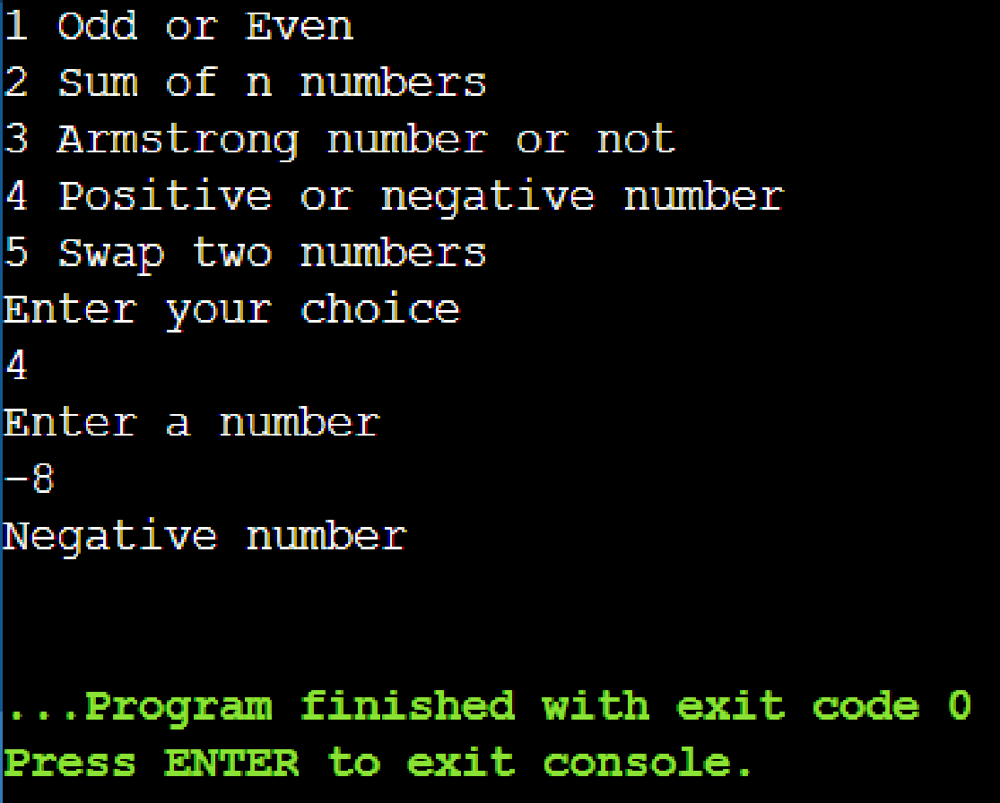 1 Odd or Even
2 Sum of n numbers
3 Armstrong number or not
4 Positive or negative number
5 Swap two numbers
Enter your choice
4
Enter a number
-8
Negative number
...Program finished with exit code 0
Press ENTER to exit console.